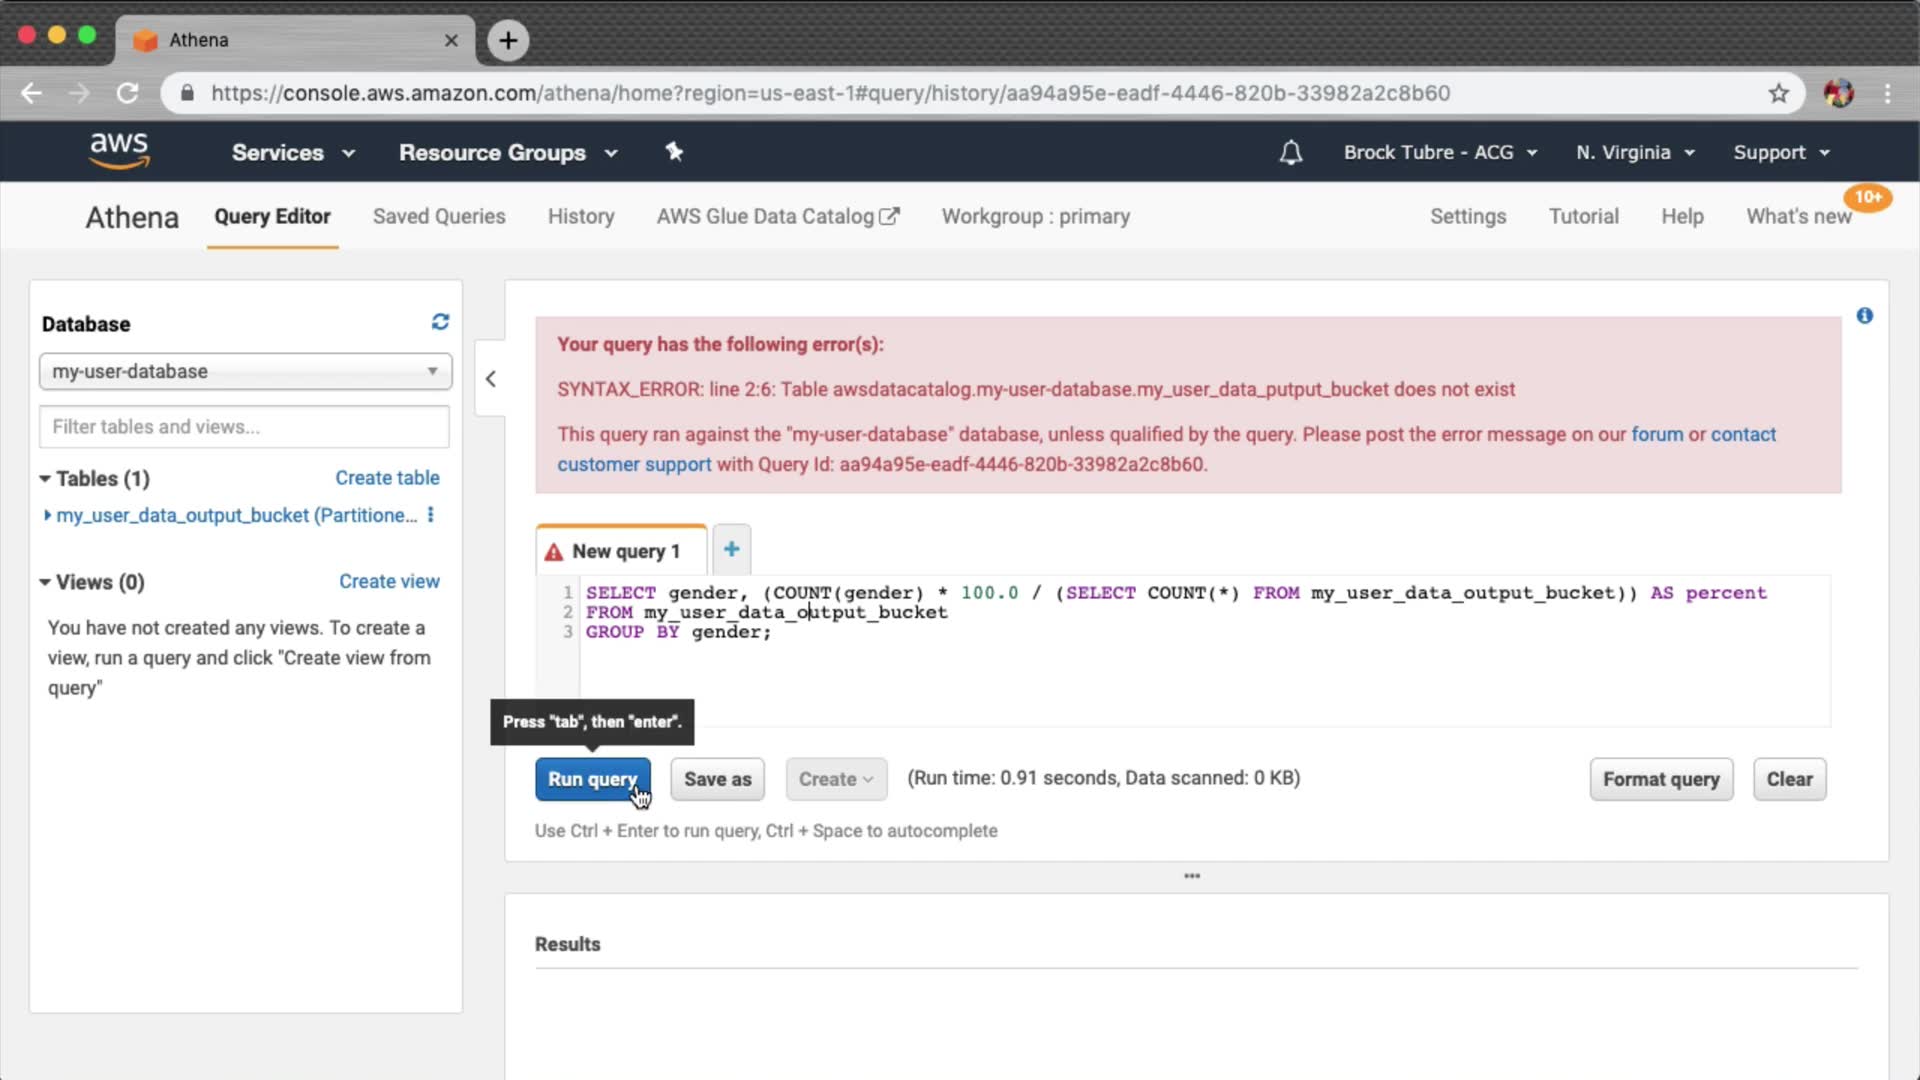 Athena
https://console.aws.amazon.com/athena/home?region=us-east-1#query/history/aa94a95e-eadf-4446-820b-33982a2c8b60
aws Services Resource Groups Brock Tubre - ACG N. Virginia Support
Athena Query Editor Saved Queries History AWS Glue Data Catalog Workgroup : primary Settings Tutorial Help What's new 10+
Database
my-user-database
Filter tables and views...
Tables (1) Create table
my_user_data_output_bucket (Partitione...
Views (0) Create view
You have not created any views. To create a
view, run a query and click "Create view from
query"
Your query has the following error(s):
SYNTAX_ERROR: line 2:6: Table awsdatacatalog.my-user-database.my_user_data_putput_bucket does not exist
This query ran against the "my-user-database" database, unless qualified by the query. Please post the error message on our forum or contact
customer support with Query Id: aa94a95e-eadf-4446-820b-33982a2c8b60.
New query 1 +
1 SELECT gender, (COUNT(gender) * 100.0 / (SELECT COUNT(*) FROM my_user_data_output_bucket)) AS percent
2 FROM my_user_data_output_bucket
3 GROUP BY gender;
Press "tab", then "enter".
Run query Save as Create (Run time: 0.91 seconds, Data scanned: 0 KB) Format query Clear
Use Ctrl + Enter to run query, Ctrl + Space to autocomplete
Results